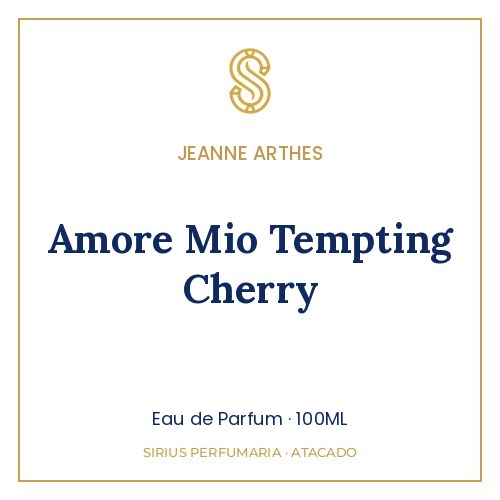 JEANNE ARTHES
Amore Mio Tempting
Cherry
Eau de Parfum · 100ML
SIRIUS PERFUMARIA · ATACADO